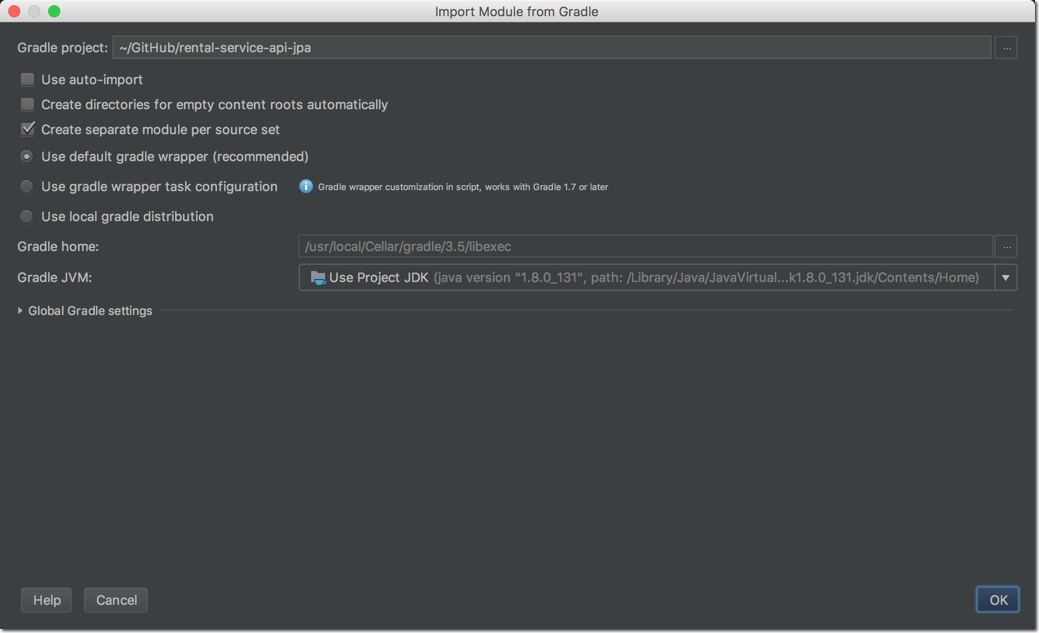 Import Module from Gradle
Gradle project: ~/GitHub/rental-service-api-jpa ...
Use auto-import
Create directories for empty content roots automatically
Create separate module per source set
Use default gradle wrapper (recommended)
Use gradle wrapper task configuration Gradle wrapper customization in script, works with Gradle 1.7 or later
Use local gradle distribution
Gradle home: /usr/local/Cellar/gradle/3.5/libexec ...
Gradle JVM: Use Project JDK (java version "1.8.0_131", path: /Library/Java/JavaVirtual...k1.8.0_131.jdk/Contents/Home)
Global Gradle settings
Help Cancel OK